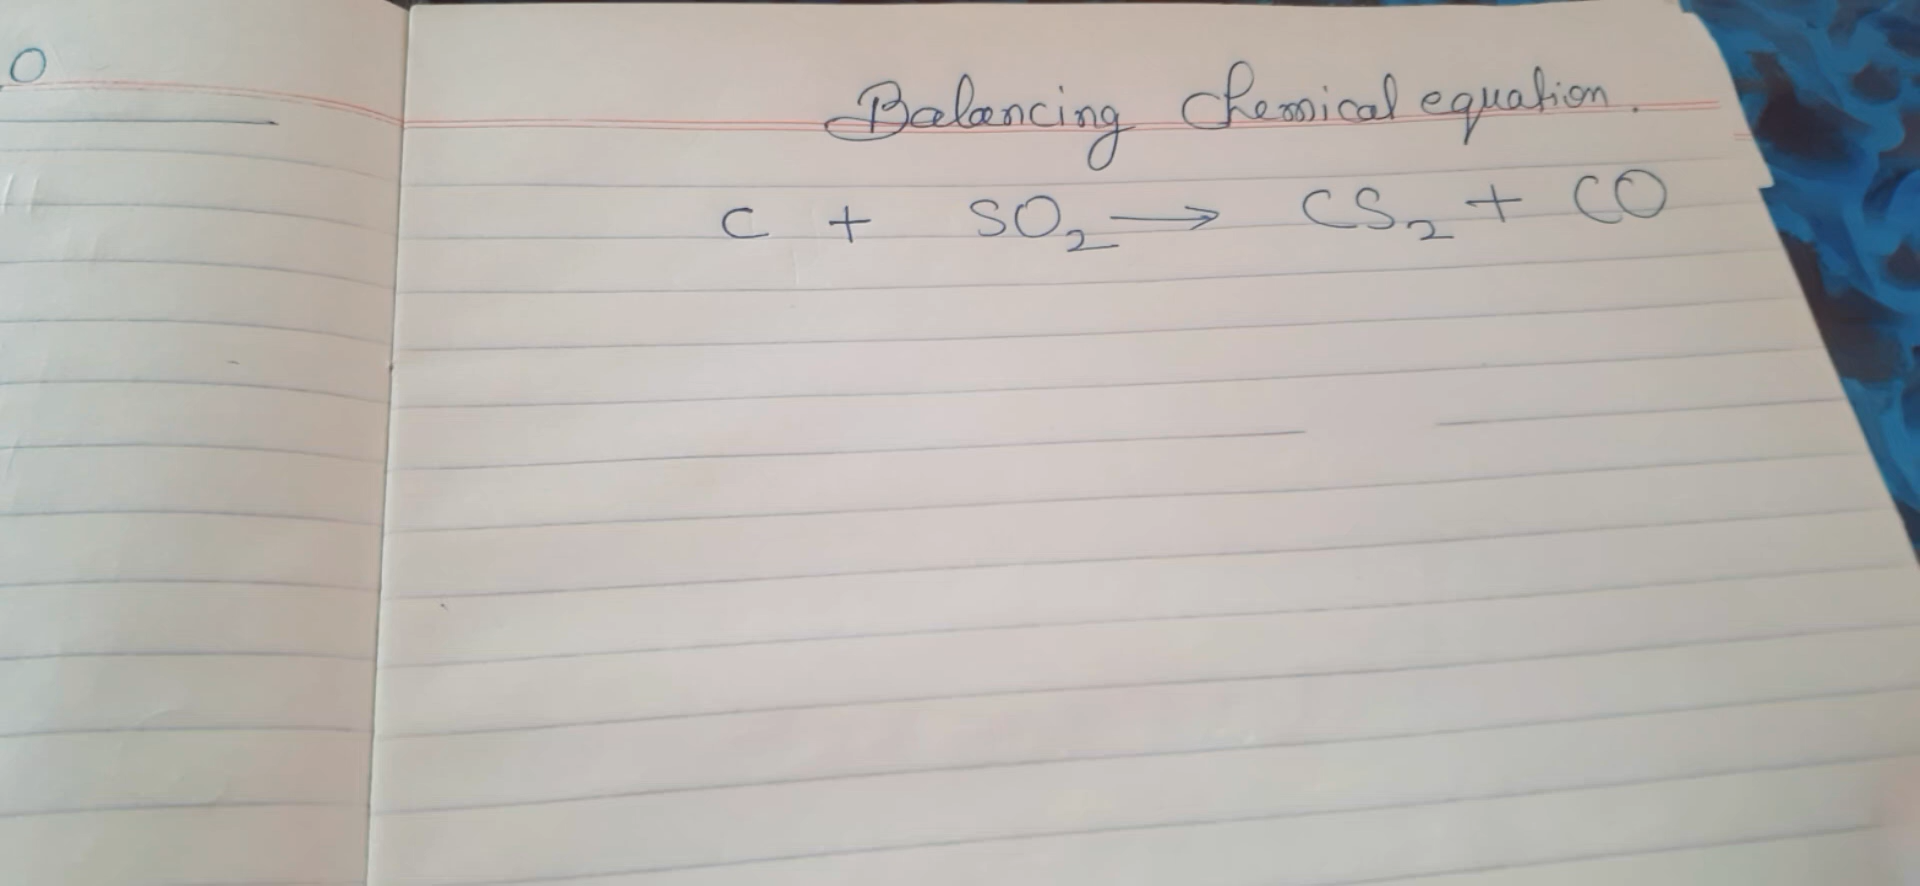 O
Balancing Chemical equation.
C + SO₂ → CS₂ + CO